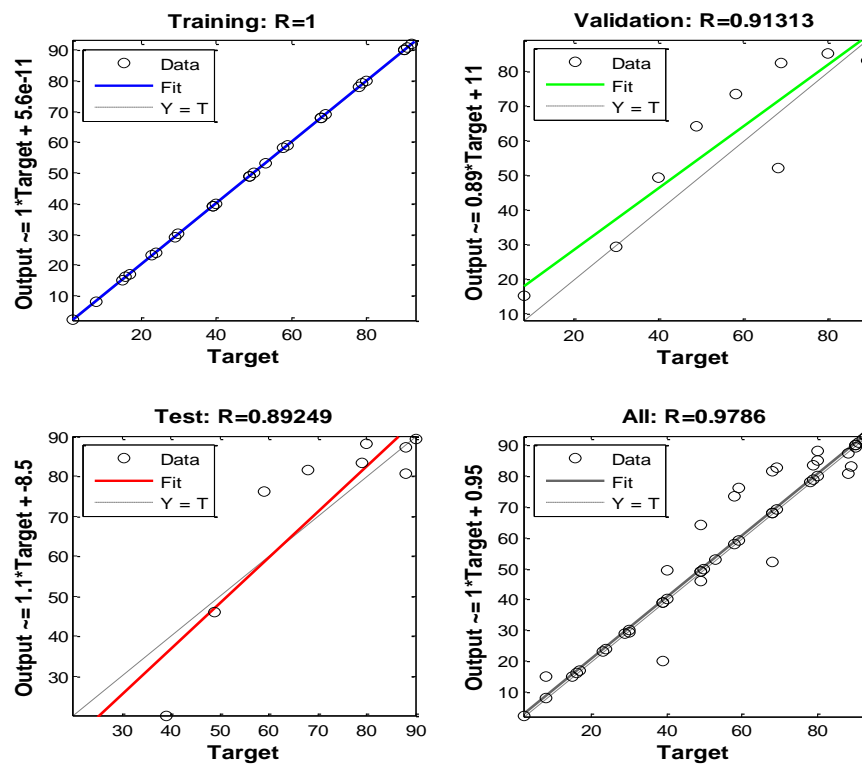 Training: R=1
Data
Fit
Y = T
Output ~= 1*Target + 5.6e-11
90
80
70
60
50
40
30
20
10
20
40
60
80
Target
Validation: R=0.91313
Data
Fit
Y = T
Output ~= 0.89*Target + 11
80
70
60
50
40
30
20
10
20
40
60
80
Target
Test: R=0.89249
Data
Fit
Y = T
Output ~= 1.1*Target + -8.5
90
80
70
60
50
40
30
30
40
50
60
70
80
90
Target
All: R=0.9786
Data
Fit
Y = T
Output ~= 1*Target + 0.95
90
80
70
60
50
40
30
20
10
20
40
60
80
Target